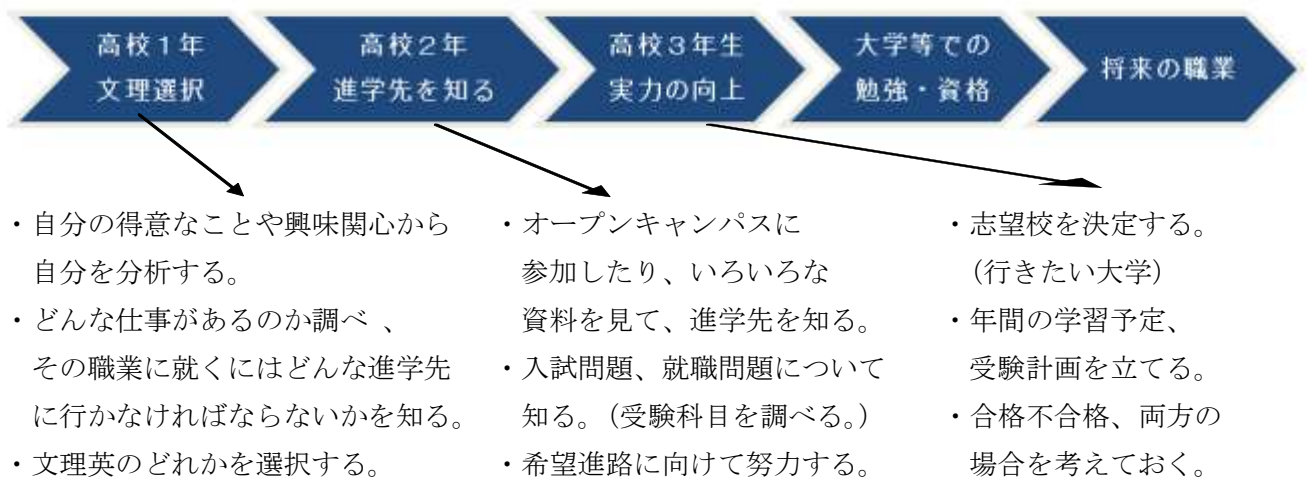 高校１年
文理選択
高校２年
進学先を知る
高校３年生
実力の向上
大学等での
勉強・資格
将来の職業
・自分の得意なことや興味関心から
自分を分析する。
・どんな仕事があるのか調べ 、
その職業に就くにはどんな進学先
に行かなければならないかを知る。
・文理英のどれかを選択する。
・オープンキャンパスに
参加したり、いろいろな
資料を見て、進学先を知る。
・入試問題、就職問題について
知る。（受験科目を調べる。）
・希望進路に向けて努力する。
・志望校を決定する。
（行きたい大学）
・年間の学習予定、
受験計画を立てる。
・合格不合格、両方の
場合を考えておく。